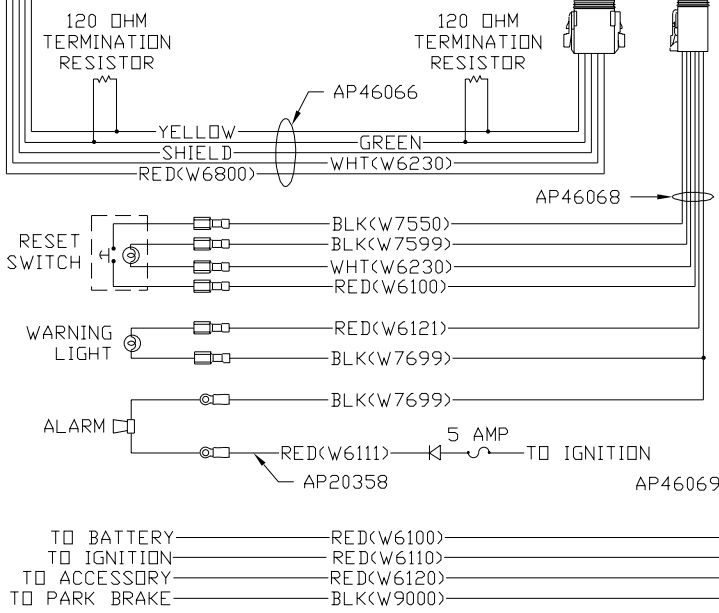 120 OHM
TERMINATION
RESISTOR
120 OHM
TERMINATION
RESISTOR
AP46066
YELLOW
GREEN
SHIELD
WHT(W6230)
RED(W6800)
AP46068
RESET
SWITCH
BLK(W7550)
BLK(W7599)
WHT(W6230)
RED(W6100)
WARNING
LIGHT
RED(W6121)
BLK(W7699)
ALARM
BLK(W7699)
RED(W6111)
5 AMP
TO IGNITION
AP20358
AP46069
TO BATTERY RED(W6100)
TO IGNITION RED(W6110)
TO ACCESSORY RED(W6120)
TO PARK BRAKE BLK(W9000)